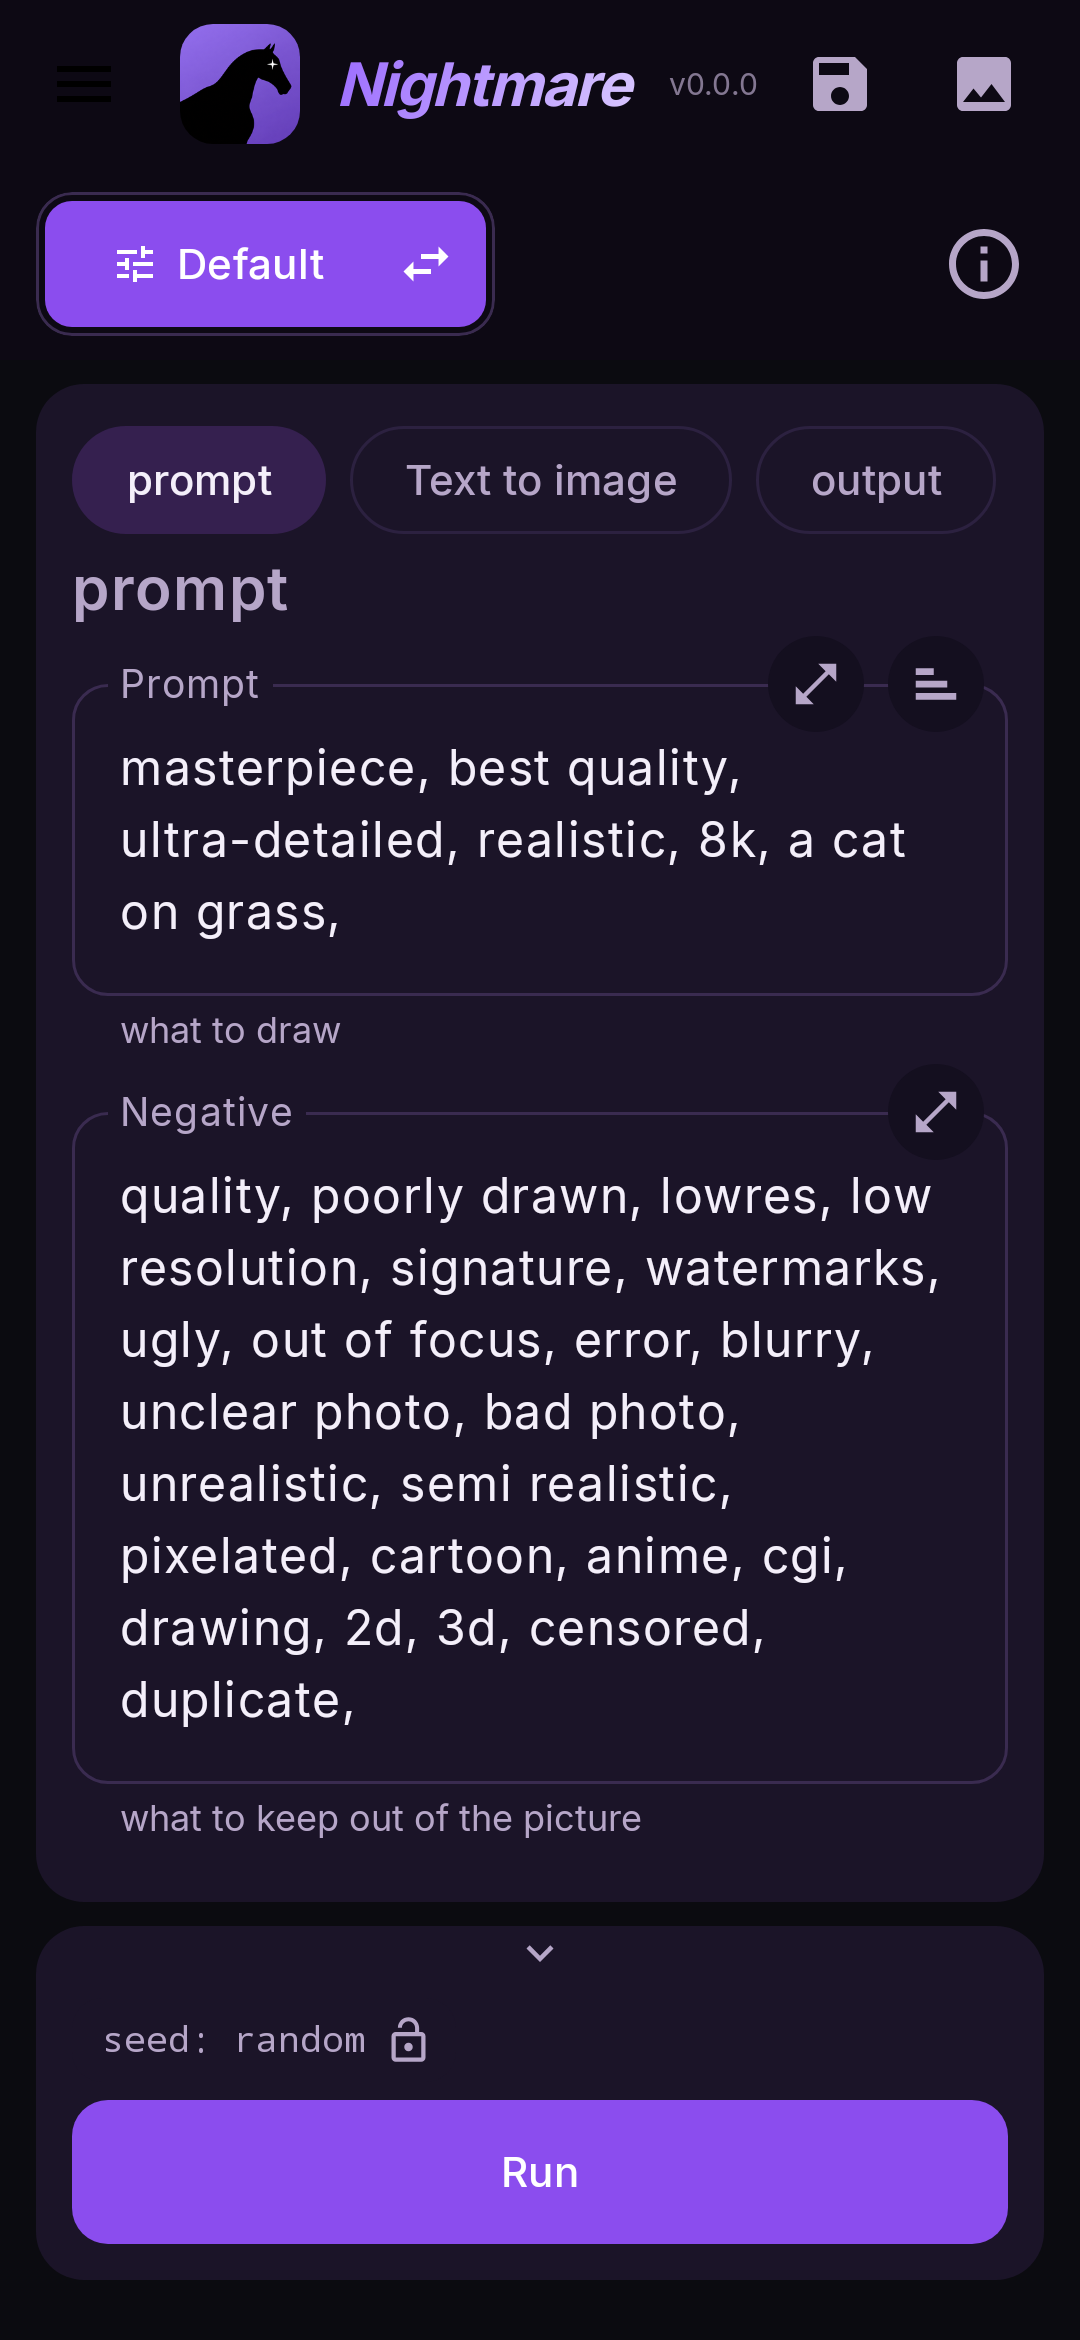 Nightmare v0.0.0
Default
prompt
Text to image
output
prompt
Prompt
masterpiece, best quality,
ultra-detailed, realistic, 8k, a cat
on grass,
what to draw
Negative
quality, poorly drawn, lowres, low
resolution, signature, watermarks,
ugly, out of focus, error, blurry,
unclear photo, bad photo,
unrealistic, semi realistic,
pixelated, cartoon, anime, cgi,
drawing, 2d, 3d, censored,
duplicate,
what to keep out of the picture
seed: random
Run